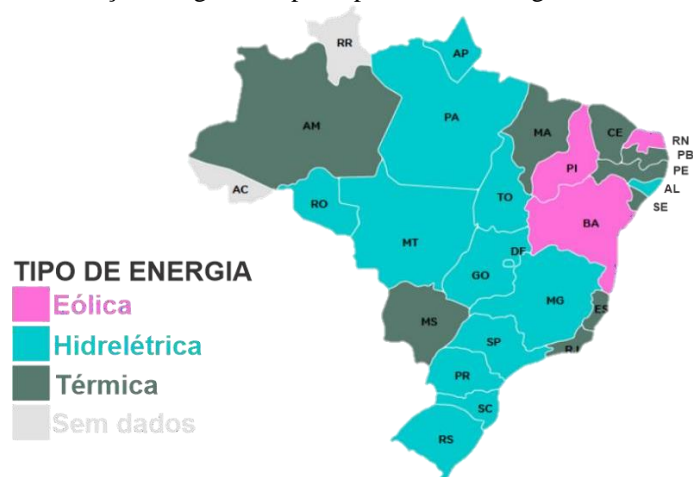 RR
AP
AM
PA
MA
CE
RN
PB
PE
AL
SE
PI
AC
RO
TO
BA
MT
DF
GO
MG
ES
MS
SP
RJ
PR
SC
RS
TIPO DE ENERGIA
Eólica
Hidrelétrica
Térmica
Sem dados